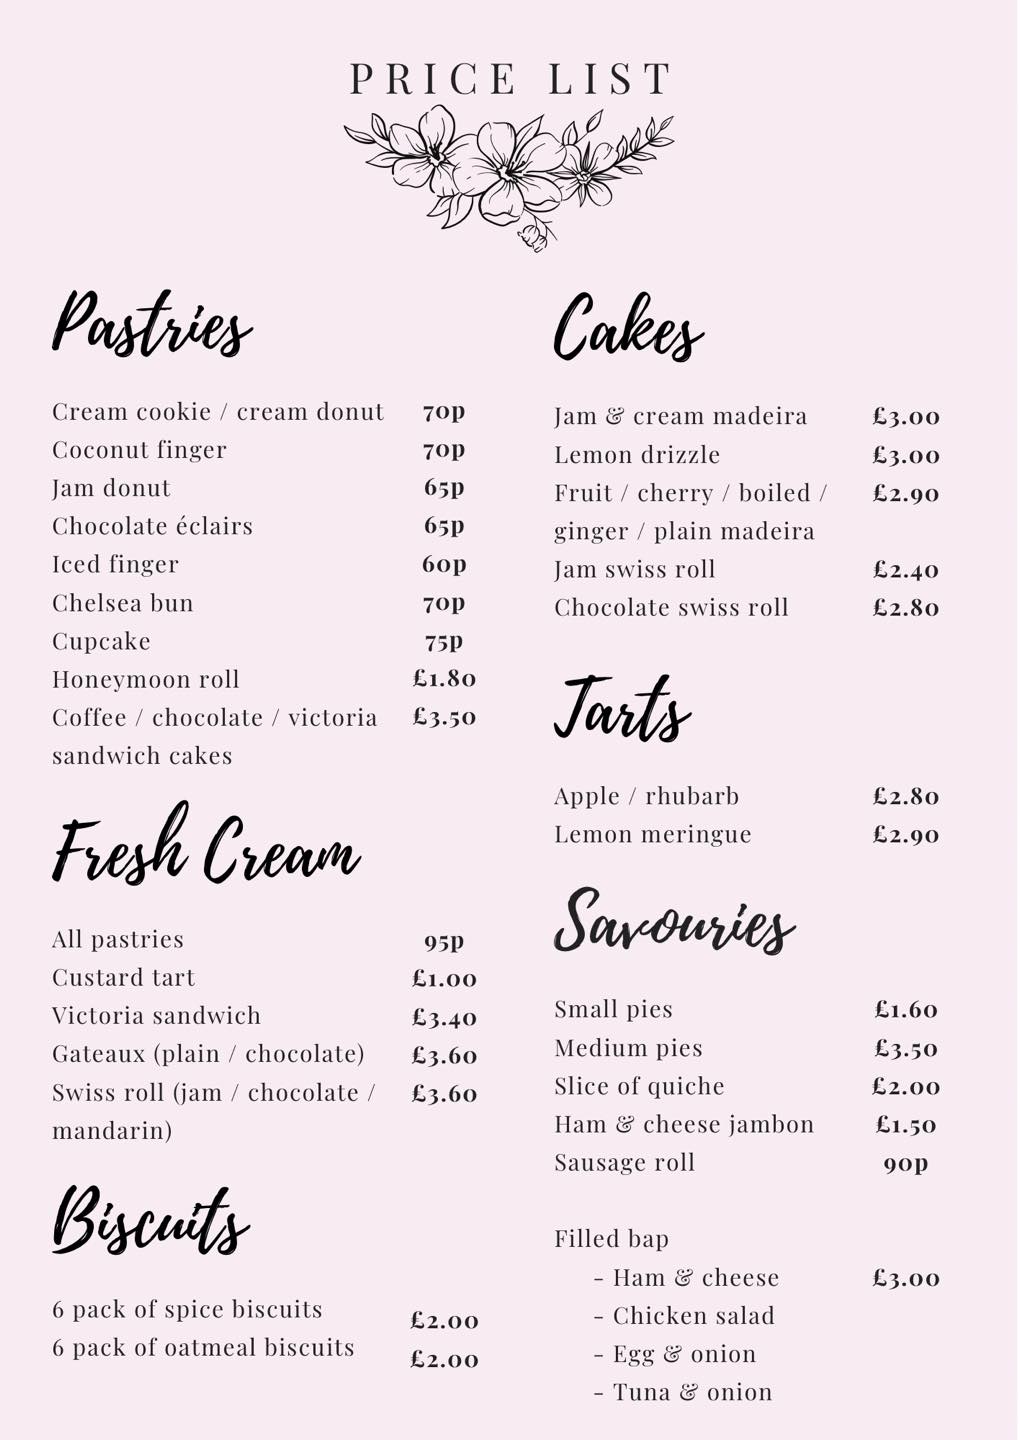 PRICE LIST
Pastries
Cream cookie / cream donut 70p
Coconut finger 70p
Jam donut 65p
Chocolate éclairs 65p
Iced finger 60p
Chelsea bun 70p
Cupcake 75p
Honeymoon roll £1.80
Coffee / chocolate / victoria £3.50
sandwich cakes
Fresh Cream
All pastries 95p
Custard tart £1.00
Victoria sandwich £3.40
Gateaux (plain / chocolate) £3.60
Swiss roll (jam / chocolate / £3.60
mandarin)
Biscuits
6 pack of spice biscuits £2.00
6 pack of oatmeal biscuits £2.00
Cakes
Jam & cream madeira £3.00
Lemon drizzle £3.00
Fruit / cherry / boiled / £2.90
ginger / plain madeira
Jam swiss roll £2.40
Chocolate swiss roll £2.80
Tarts
Apple / rhubarb £2.80
Lemon meringue £2.90
Savouries
Small pies £1.60
Medium pies £3.50
Slice of quiche £2.00
Ham & cheese jambon £1.50
Sausage roll 90p
Filled bap
- Ham & cheese £3.00
- Chicken salad
- Egg & onion
- Tuna & onion